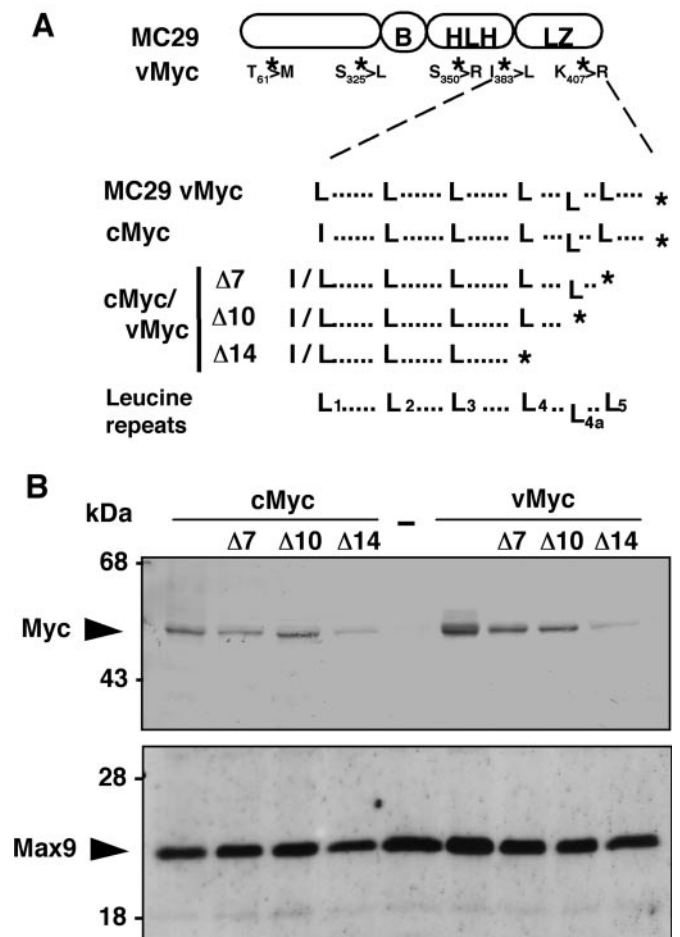 A
MC29
B HLH LZ
vMyc
T61>M S325>L S350>R I383>L K407>R
* * * * *
MC29 vMyc L...... L...... L...... L ... L .. L .... *
cMyc I ...... L...... L...... L ... L .. L .... *
cMyc/vMyc
Δ7 I / L...... L...... L...... L ... L .. *
Δ10 I / L...... L...... L...... L ... *
Δ14 I / L...... L...... L...... *
Leucine repeats L1..... L2.... L3 .... L4 .. L4a .. L5
B
kDa cMyc – vMyc
Δ7 Δ10 Δ14 Δ7 Δ10 Δ14
68
Myc
43
28
Max9
18